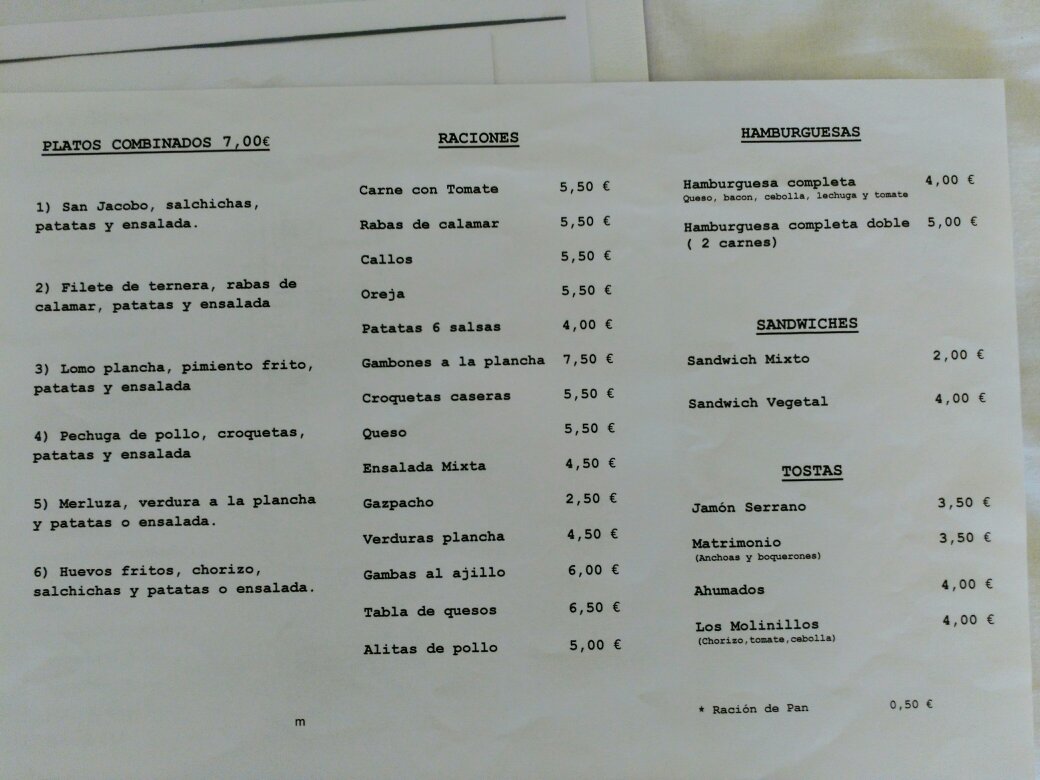 PLATOS COMBINADOS 7,00€
1) San Jacobo, salchichas,
patatas y ensalada.
2) Filete de ternera, rabas de
calamar, patatas y ensalada
3) Lomo plancha, pimiento frito,
patatas y ensalada
4) Pechuga de pollo, croquetas,
patatas y ensalada
5) Merluza, verdura a la plancha
y patatas o ensalada.
6) Huevos fritos, chorizo,
salchichas y patatas o ensalada.
m
RACIONES
Carne con Tomate 5,50 €
Rabas de calamar 5,50 €
Callos 5,50 €
Oreja 5,50 €
Patatas 6 salsas 4,00 €
Gambones a la plancha 7,50 €
Croquetas caseras 5,50 €
Queso 5,50 €
Ensalada Mixta 4,50 €
Gazpacho 2,50 €
Verduras plancha 4,50 €
Gambas al ajillo 6,00 €
Tabla de quesos 6,50 €
Alitas de pollo 5,00 €
HAMBURGUESAS
Hamburguesa completa 4,00 €
Queso, bacon, cebolla, lechuga y tomate
Hamburguesa completa doble 5,00 €
( 2 carnes)
SANDWICHES
Sandwich Mixto 2,00 €
Sandwich Vegetal 4,00 €
TOSTAS
Jamón Serrano 3,50 €
Matrimonio 3,50 €
(Anchoas y boquerones)
Ahumados 4,00 €
Los Molinillos 4,00 €
(Chorizo,tomate,cebolla)
* Ración de Pan 0,50 €